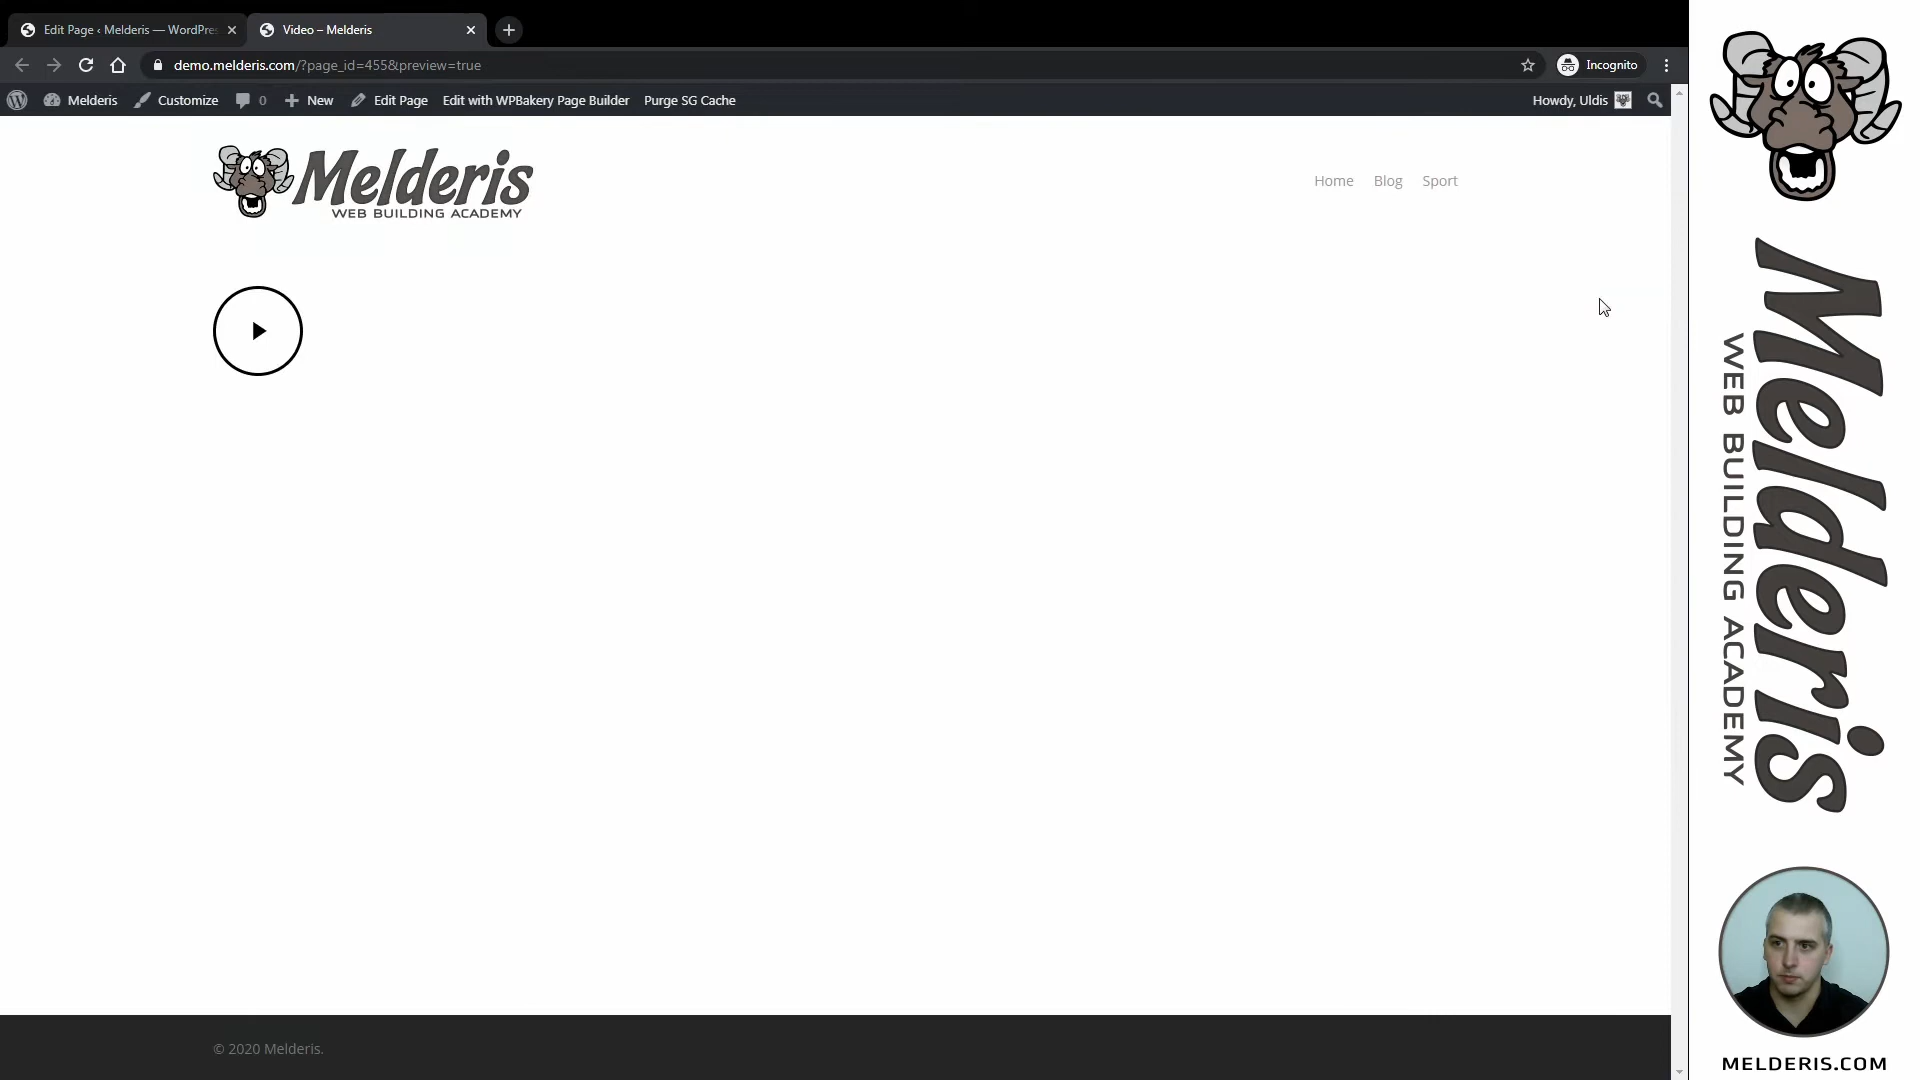 Edit Page ‹ Melderis — WordPres
Video – Melderis
demo.melderis.com/?page_id=455&preview=true
Incognito
Melderis
Customize
0
New
Edit Page
Edit with WPBakery Page Builder
Purge SG Cache
Howdy, Uldis
Melderis
WEB BUILDING ACADEMY
Home
Blog
Sport
© 2020 Melderis.
Melderis
WEB BUILDING ACADEMY
MELDERIS.COM